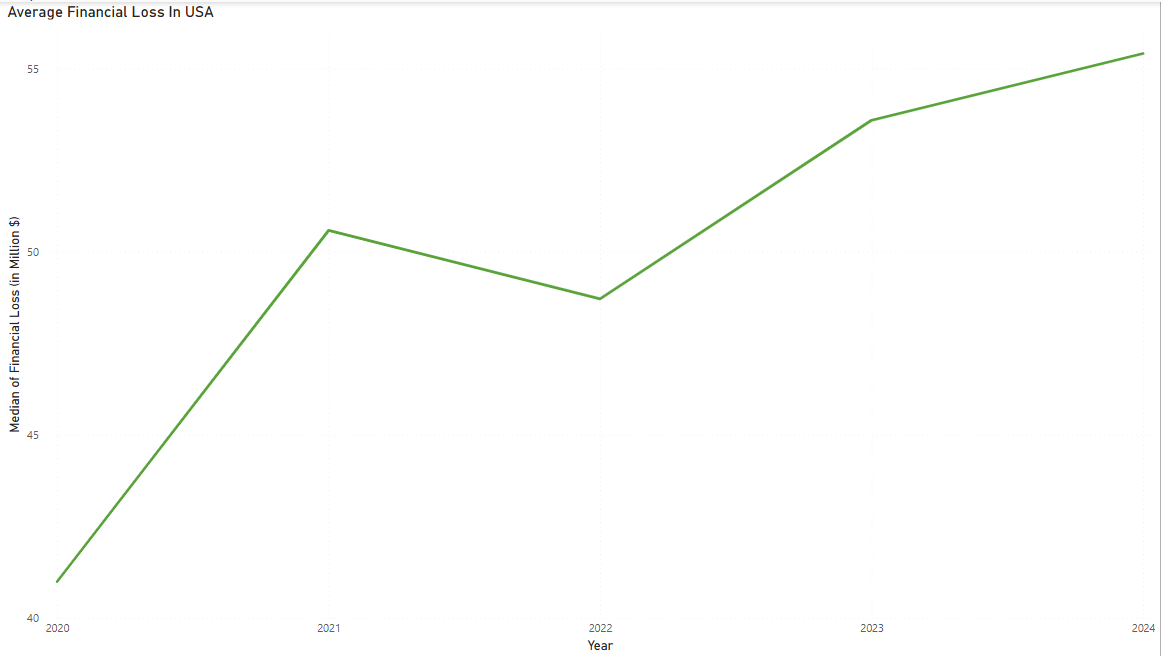 Average Financial Loss In USA
Median of Financial Loss (in Million $)
55
50
45
40
2020 2021 2022 2023 2024
Year